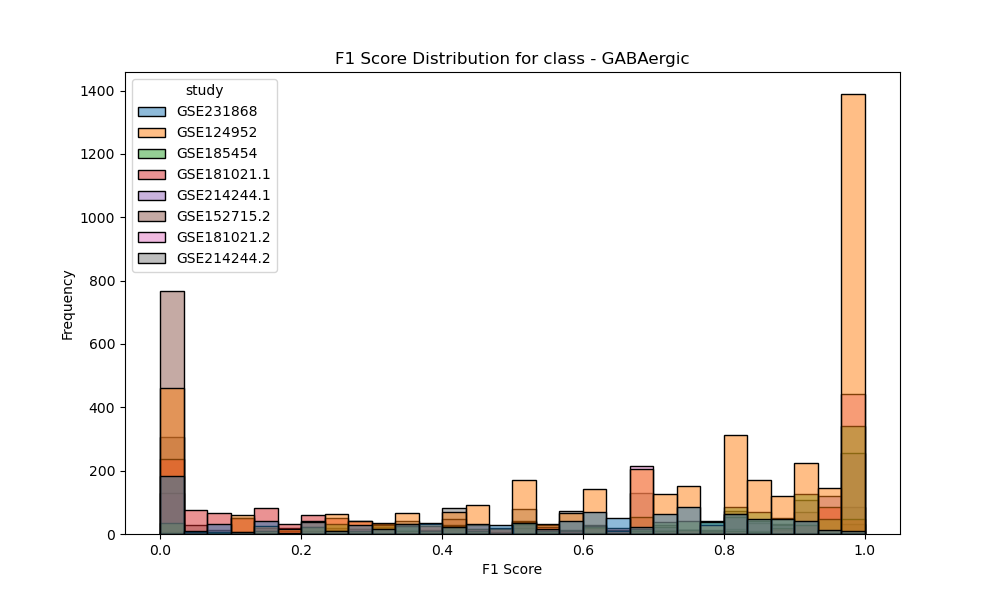 F1 Score Distribution for class - GABAergic
study
GSE231868
GSE124952
GSE185454
GSE181021.1
GSE214244.1
GSE152715.2
GSE181021.2
GSE214244.2
Frequency
1400
1200
1000
800
600
400
200
0
0.0 0.2 0.4 0.6 0.8 1.0
F1 Score